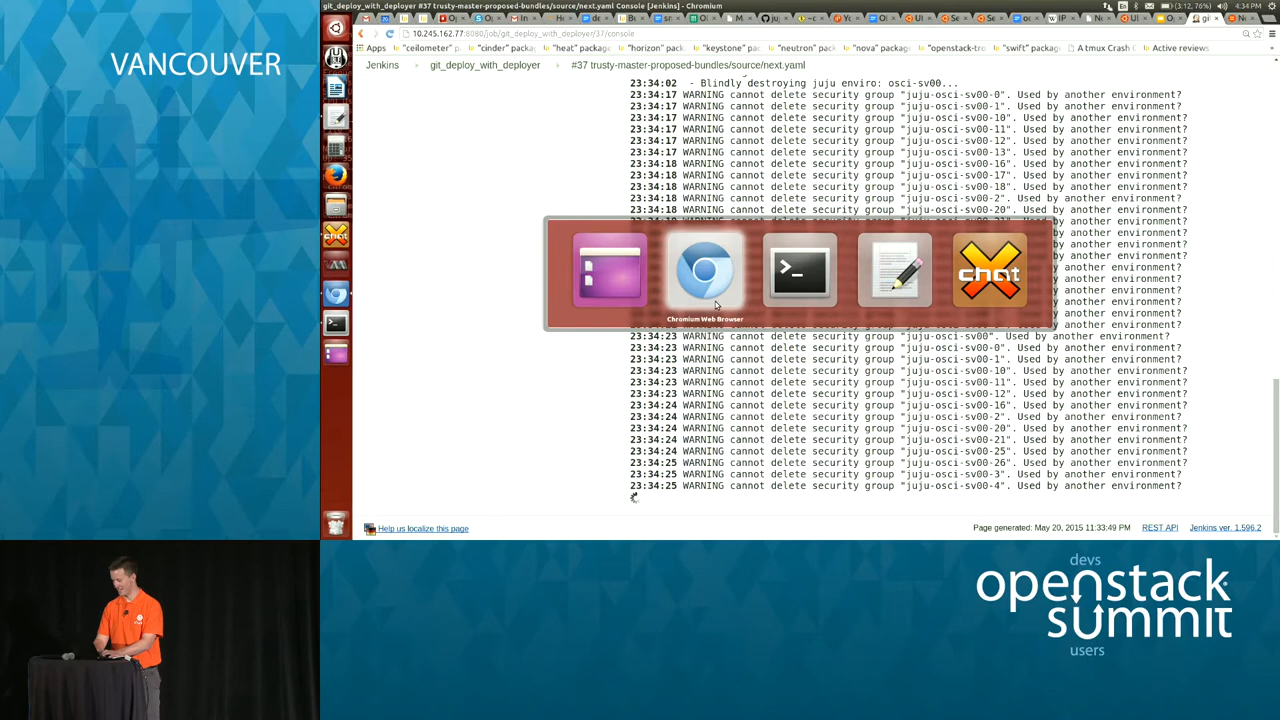 VANCOUVER
git_deploy_with_deployer #37 trusty-master-proposed-bundles/source/next.yaml Console [Jenkins] - Chromium
En
(3:12, 76%)
4:34 PM
10.245.162.77:8080/job/git_deploy_with_deployer/37/console
Apps
"ceilometer" packag
"cinder" package
"heat" package
"horizon" package
"keystone" package
"neutron" package
"nova" package
"openstack-tro
"swift" package
A tmux Crash C
Active reviews
Jenkins
git_deploy_with_deployer
#37 trusty-master-proposed-bundles/source/next.yaml
23:34:02 - Blindly destroying juju enviro: osci-sv00...
23:34:17 WARNING cannot delete security group "juju-osci-sv00-0". Used by another environment?
23:34:17 WARNING cannot delete security group "juju-osci-sv00-1". Used by another environment?
23:34:17 WARNING cannot delete security group "juju-osci-sv00-10". Used by another environment?
23:34:17 WARNING cannot delete security group "juju-osci-sv00-11". Used by another environment?
23:34:17 WARNING cannot delete security group "juju-osci-sv00-12". Used by another environment?
23:34:17 WARNING cannot delete security group "juju-osci-sv00-13". Used by another environment?
23:34:18 WARNING cannot delete security group "juju-osci-sv00-16". Used by another environment?
23:34:18 WARNING cannot delete security group "juju-osci-sv00-17". Used by another environment?
23:34:18 WARNING cannot delete security group "juju-osci-sv00-18". Used by another environment?
23:34:18 WARNING cannot delete security group "juju-osci-sv00-2". Used by another environment?
23:34:18 WARNING cannot delete security group "juju-osci-sv00-20". Used by another environment?
chat
Chromium Web Browser
23:34:23 WARNING cannot delete security group "juju-osci-sv00". Used by another environment?
23:34:23 WARNING cannot delete security group "juju-osci-sv00-0". Used by another environment?
23:34:23 WARNING cannot delete security group "juju-osci-sv00-1". Used by another environment?
23:34:23 WARNING cannot delete security group "juju-osci-sv00-10". Used by another environment?
23:34:23 WARNING cannot delete security group "juju-osci-sv00-11". Used by another environment?
23:34:23 WARNING cannot delete security group "juju-osci-sv00-12". Used by another environment?
23:34:24 WARNING cannot delete security group "juju-osci-sv00-16". Used by another environment?
23:34:24 WARNING cannot delete security group "juju-osci-sv00-2". Used by another environment?
23:34:24 WARNING cannot delete security group "juju-osci-sv00-20". Used by another environment?
23:34:24 WARNING cannot delete security group "juju-osci-sv00-21". Used by another environment?
23:34:24 WARNING cannot delete security group "juju-osci-sv00-25". Used by another environment?
23:34:25 WARNING cannot delete security group "juju-osci-sv00-26". Used by another environment?
23:34:25 WARNING cannot delete security group "juju-osci-sv00-3". Used by another environment?
23:34:25 WARNING cannot delete security group "juju-osci-sv00-4". Used by another environment?
Help us localize this page
Page generated: May 20, 2015 11:33:49 PM
REST API
Jenkins ver. 1.596.2
devs
openstack
summit
users